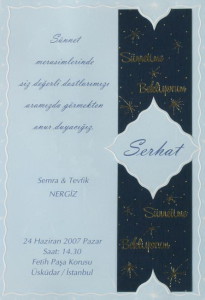 Sünnet
merasimlerinde
siz değerli dostlarımızı
aramızda görmekten
onur duyarız.
Semra & Tevfik
NERGİZ
24 Haziran 2007 Pazar
Saat: 14.30
Fetih Paşa Korusu
Üsküdar / İstanbul
Sünnetime
Bekliyorum
Serhat
Sünnetime
Bekliyorum